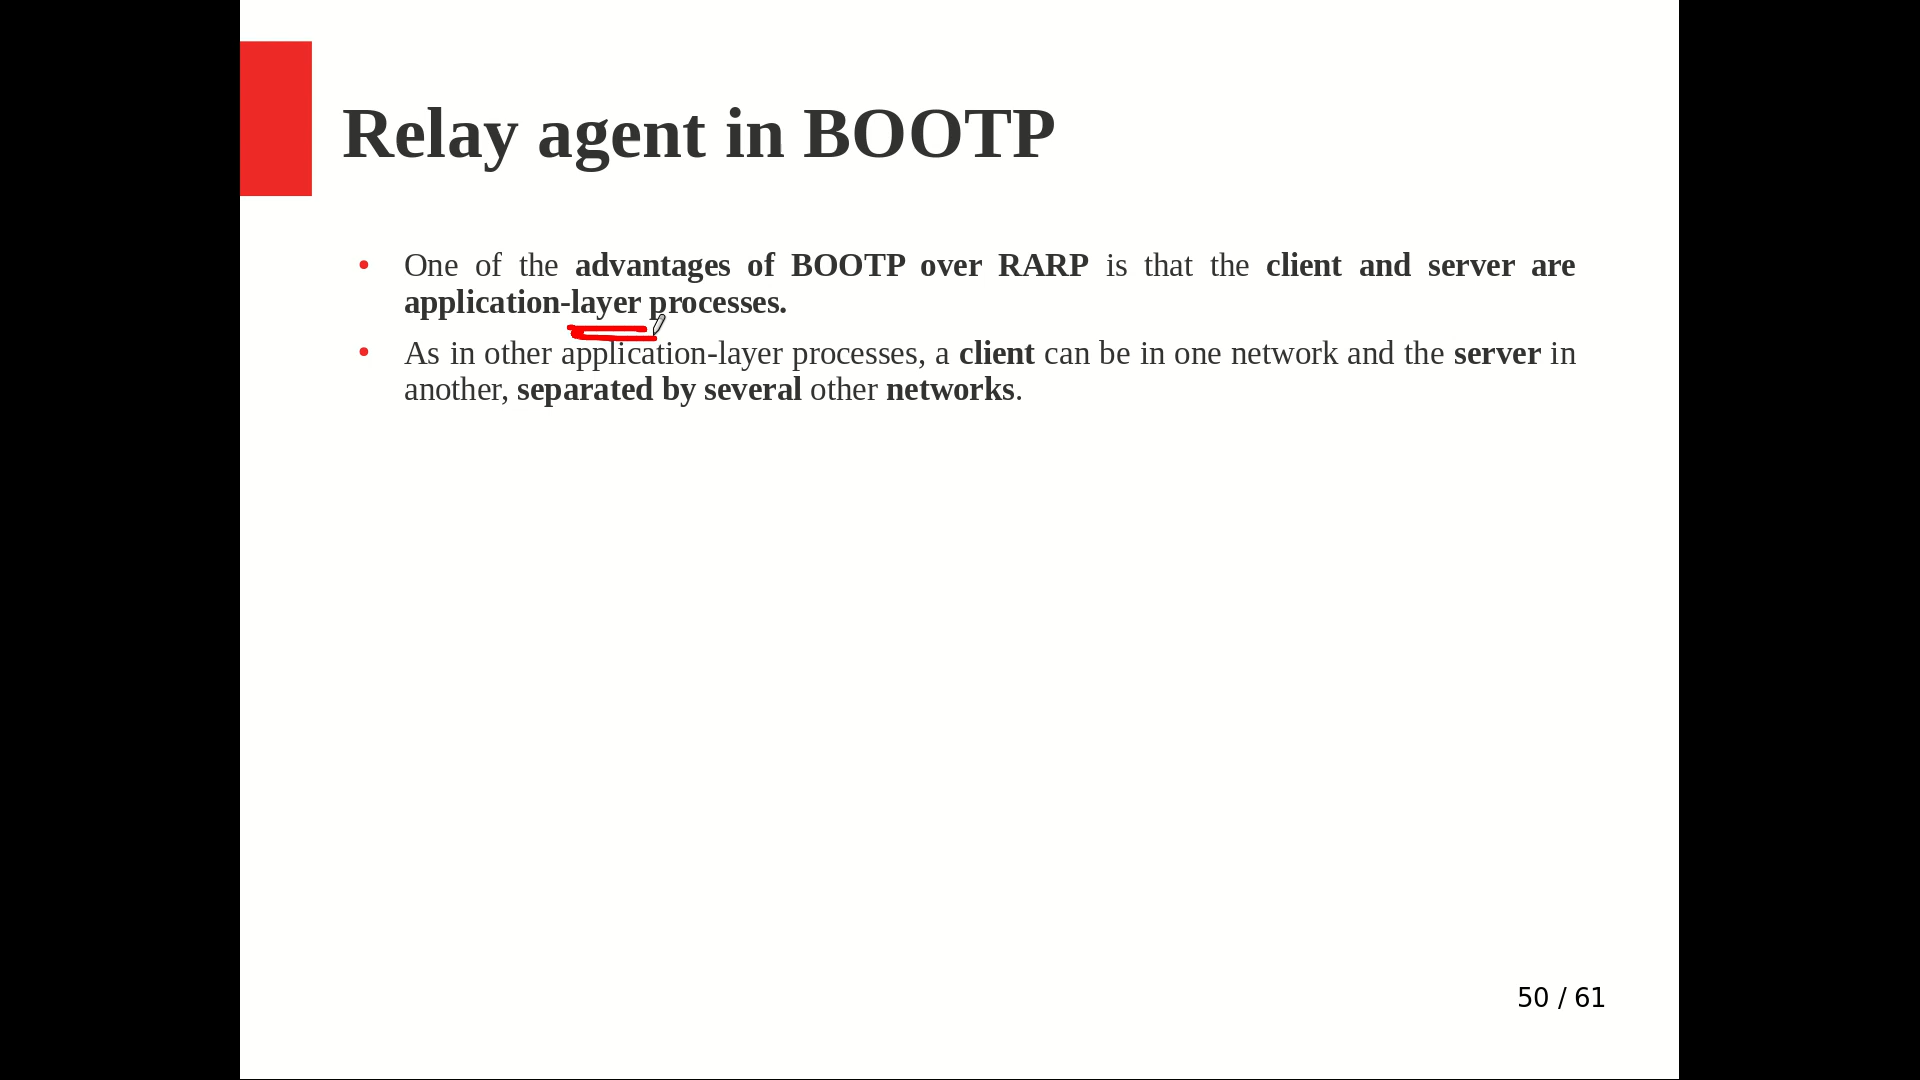 Relay agent in BOOTP
• One of the advantages of BOOTP over RARP is that the client and server are
application-layer processes.
• As in other application-layer processes, a client can be in one network and the server in
another, separated by several other networks.
50 / 61